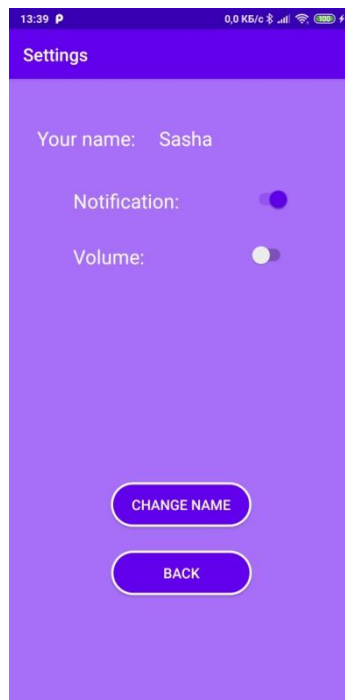 13:39 P 0,0 КБ/с 100
Settings
Your name: Sasha
Notification:
Volume:
CHANGE NAME
BACK